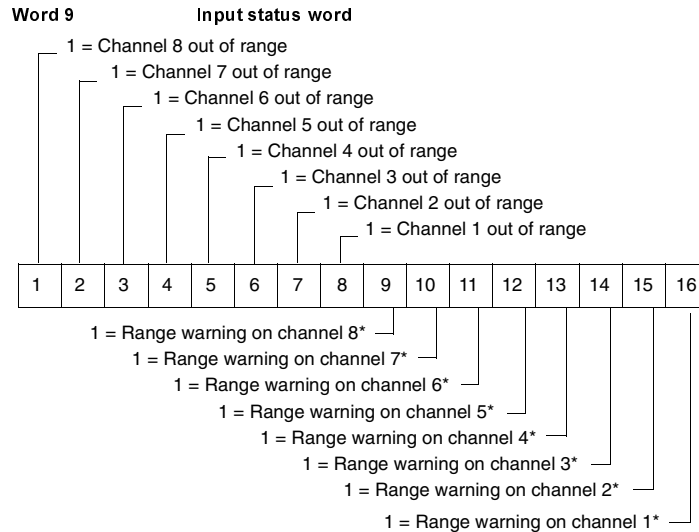 Word 9 Input status word
1 = Channel 8 out of range
1 = Channel 7 out of range
1 = Channel 6 out of range
1 = Channel 5 out of range
1 = Channel 4 out of range
1 = Channel 3 out of range
1 = Channel 2 out of range
1 = Channel 1 out of range
1 2 3 4 5 6 7 8 9 10 11 12 13 14 15 16
1 = Range warning on channel 8*
1 = Range warning on channel 7*
1 = Range warning on channel 6*
1 = Range warning on channel 5*
1 = Range warning on channel 4*
1 = Range warning on channel 3*
1 = Range warning on channel 2*
1 = Range warning on channel 1*